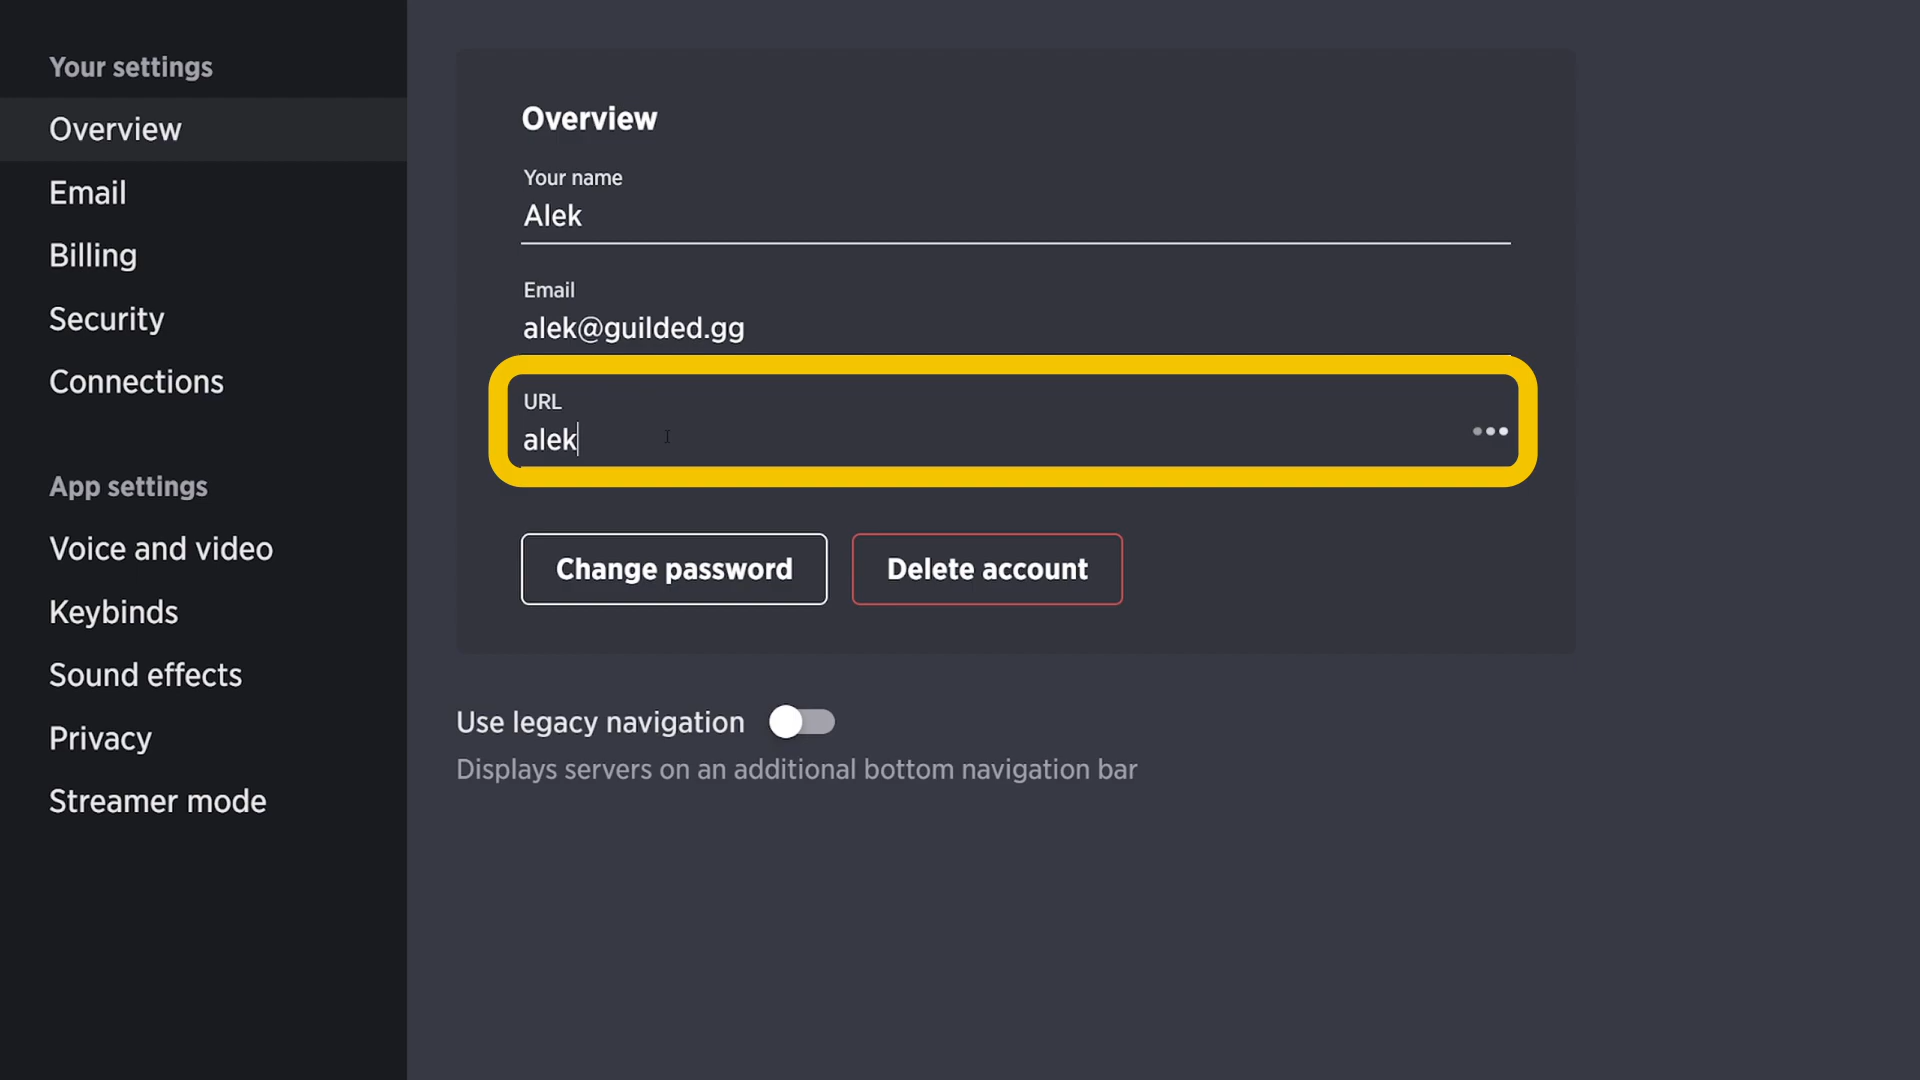 Your settings
Overview
Email
Billing
Security
Connections
App settings
Voice and video
Keybinds
Sound effects
Privacy
Streamer mode
Overview
Your name
Alek
Email
alek@guilded.gg
URL
alek
Change password
Delete account
Use legacy navigation
Displays servers on an additional bottom navigation bar